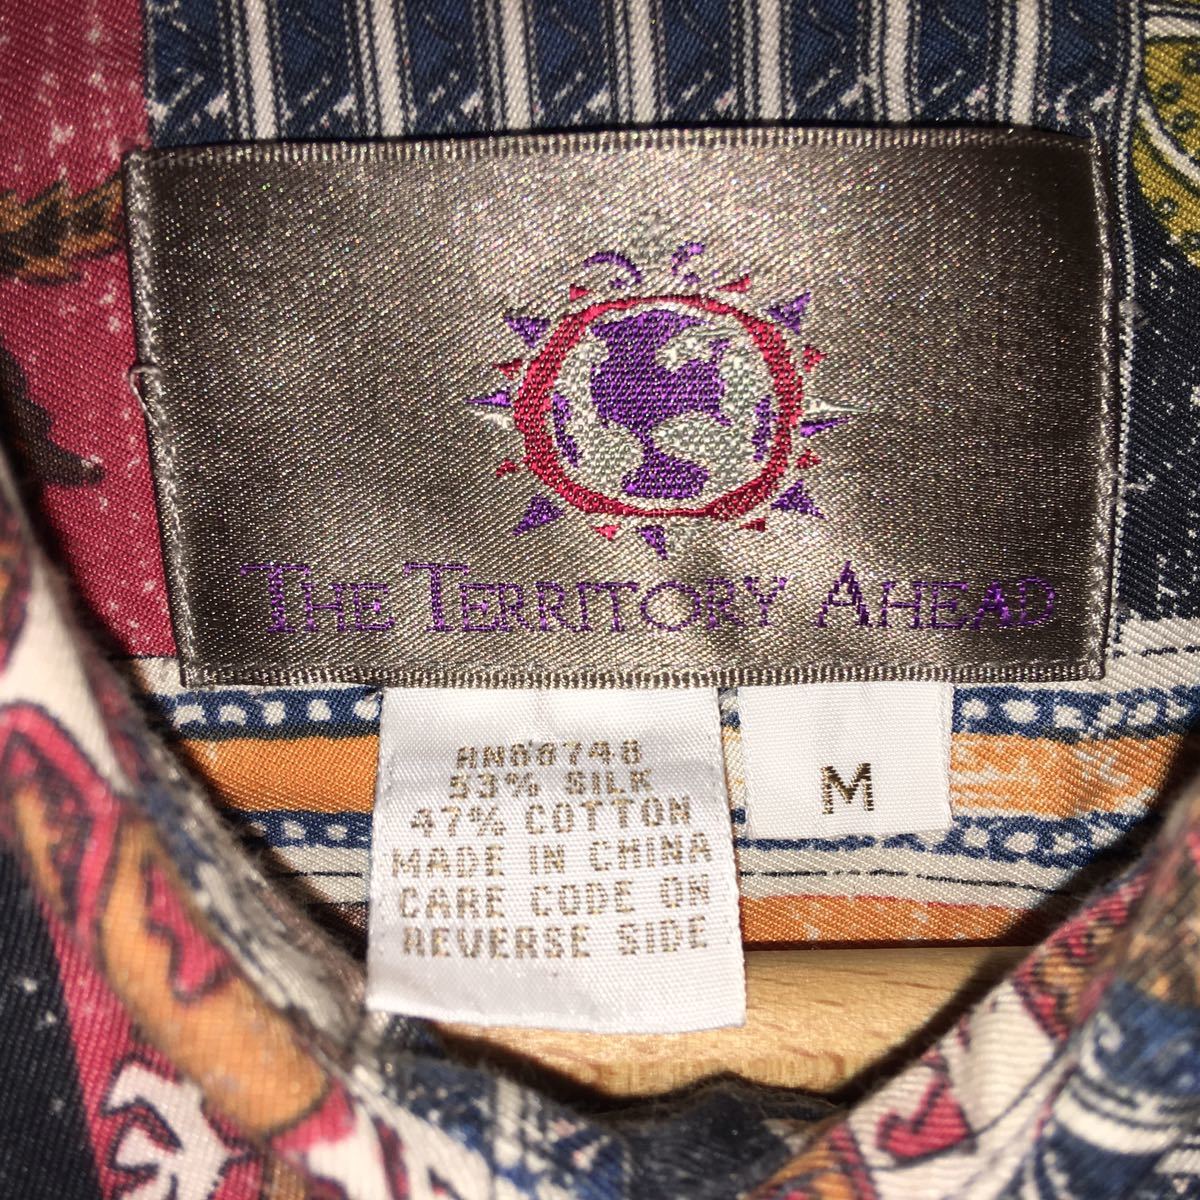 THE TERRITORY AHEAD
53% SILK
47% COTTON
MADE IN CHINA
CARE CODE ON
REVERSE SIDE
M